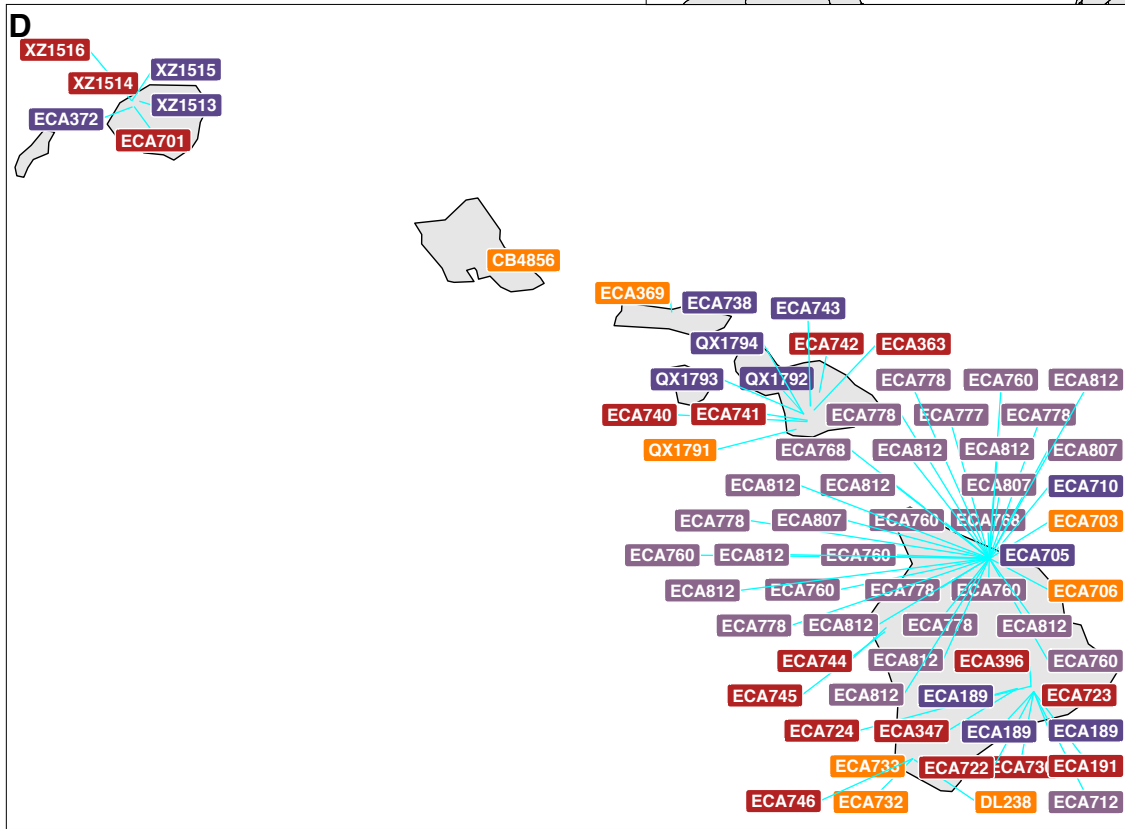 D
XZ1516
XZ1515
XZ1514
XZ1513
ECA372
ECA701
CB4856
ECA369
ECA738
ECA743
QX1794
ECA742
ECA363
QX1793
QX1792
ECA778
ECA760
ECA812
ECA740
ECA741
ECA778
ECA777
ECA778
QX1791
ECA768
ECA812
ECA812
ECA807
ECA812
ECA812
ECA807
ECA710
ECA778
ECA807
ECA760
ECA768
ECA703
ECA760
ECA812
ECA760
ECA705
ECA812
ECA760
ECA778
ECA760
ECA706
ECA778
ECA812
ECA778
ECA812
ECA744
ECA812
ECA396
ECA760
ECA745
ECA812
ECA189
ECA723
ECA724
ECA347
ECA189
ECA189
ECA733
ECA722
ECA191
ECA746
ECA732
DL238
ECA712